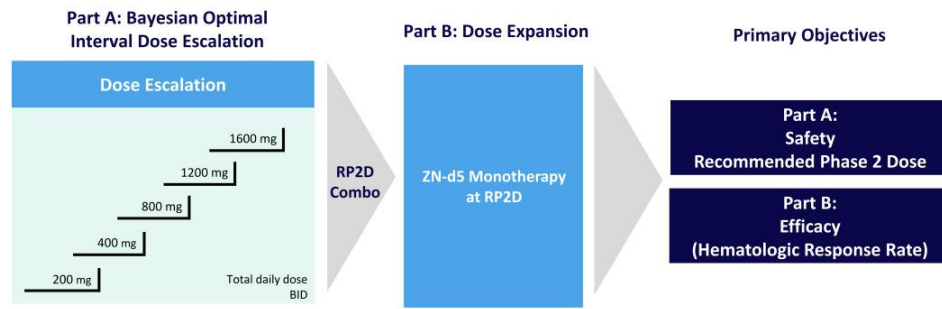 Part A: Bayesian Optimal
Interval Dose Escalation
Dose Escalation
1600 mg
1200 mg
800 mg
400 mg
200 mg
Total daily dose
BID
RP2D
Combo
Part B: Dose Expansion
ZN-d5 Monotherapy
at RP2D
Primary Objectives
Part A:
Safety
Recommended Phase 2 Dose
Part B:
Efficacy
(Hematologic Response Rate)